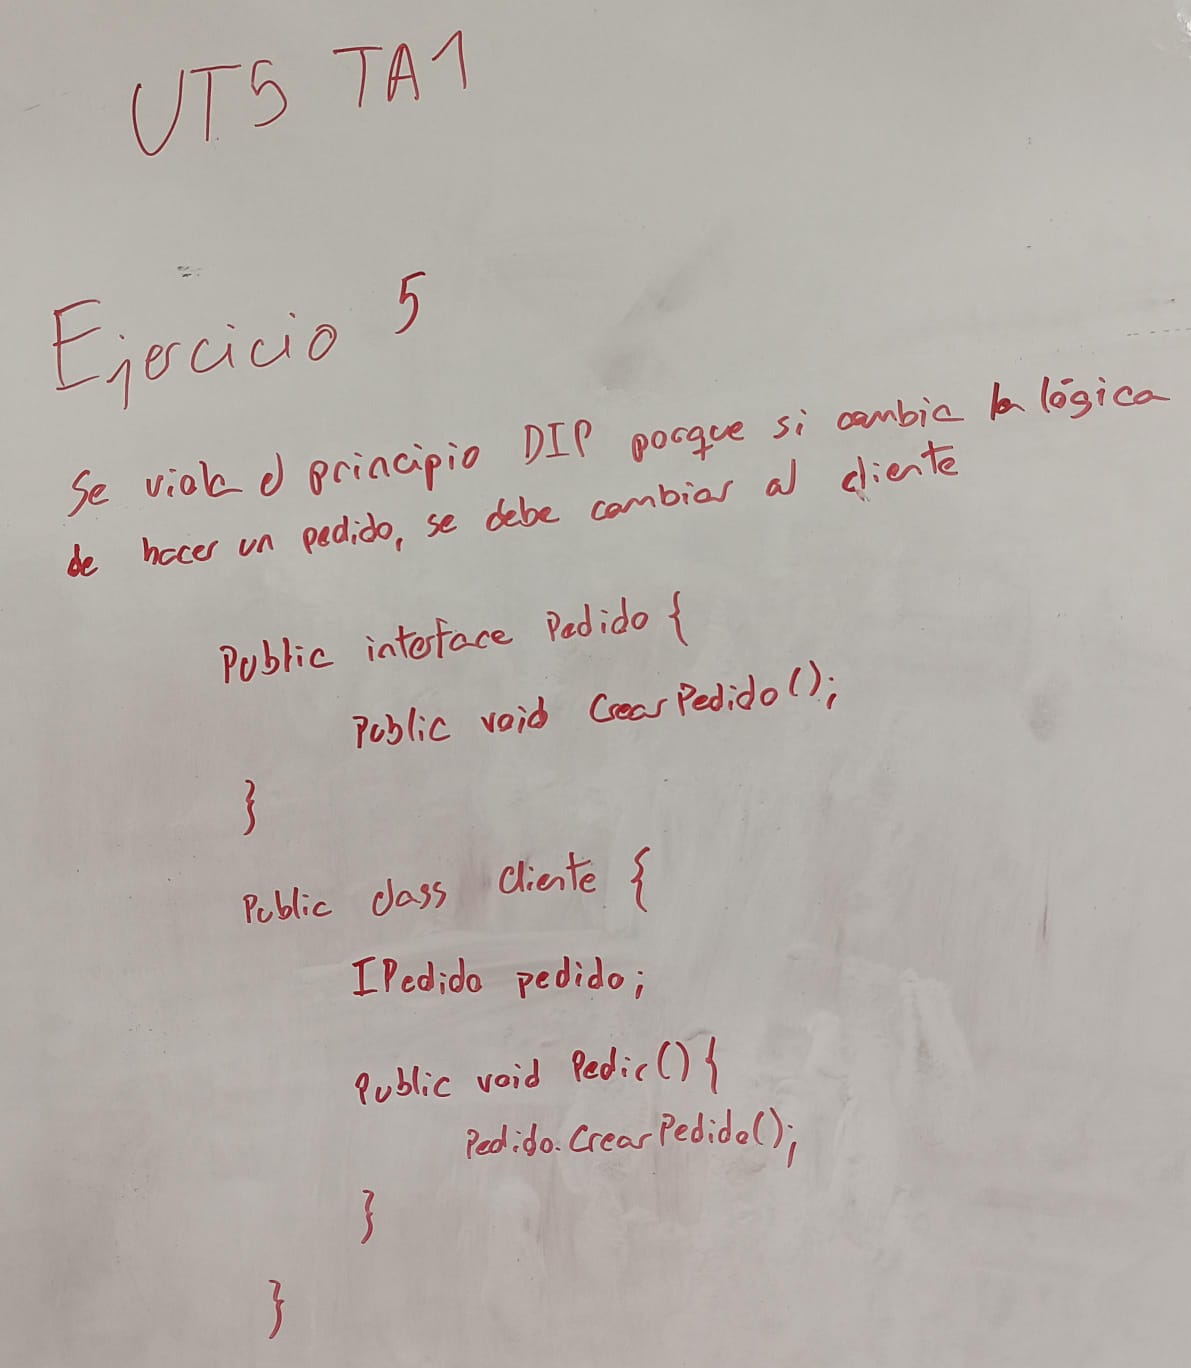 UT5 TA1
Ejercicio 5
Se viola el principio DIP porque si cambia la lógica
de hacer un pedido, se debe cambiar al cliente
Public interface Pedido {
Public void CrearPedido();
}
Public class Cliente {
IPedido pedido;
Public void Pedir() {
Pedido.CrearPedido();
}
}